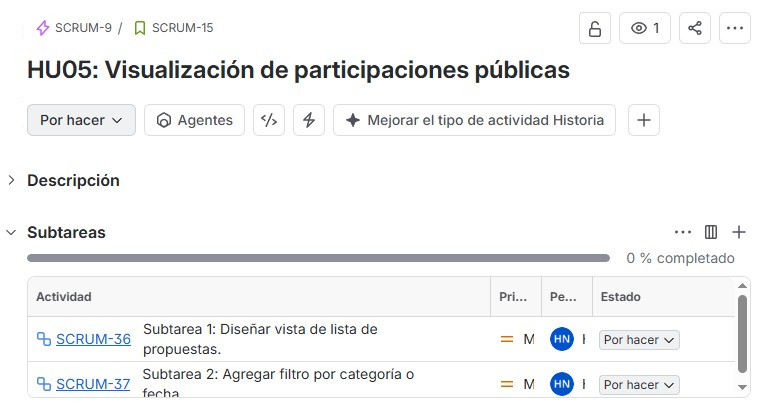 SCRUM-9 / SCRUM-15
1
HU05: Visualización de participaciones públicas
Por hacer Agentes Mejorar el tipo de actividad Historia
Descripción
Subtareas
0 % completado
Actividad Pri... Pe... Estado
SCRUM-36 Subtarea 1: Diseñar vista de lista de
propuestas. M HN Por hacer
SCRUM-37 Subtarea 2: Agregar filtro por categoría o
fecha M HN Por hacer